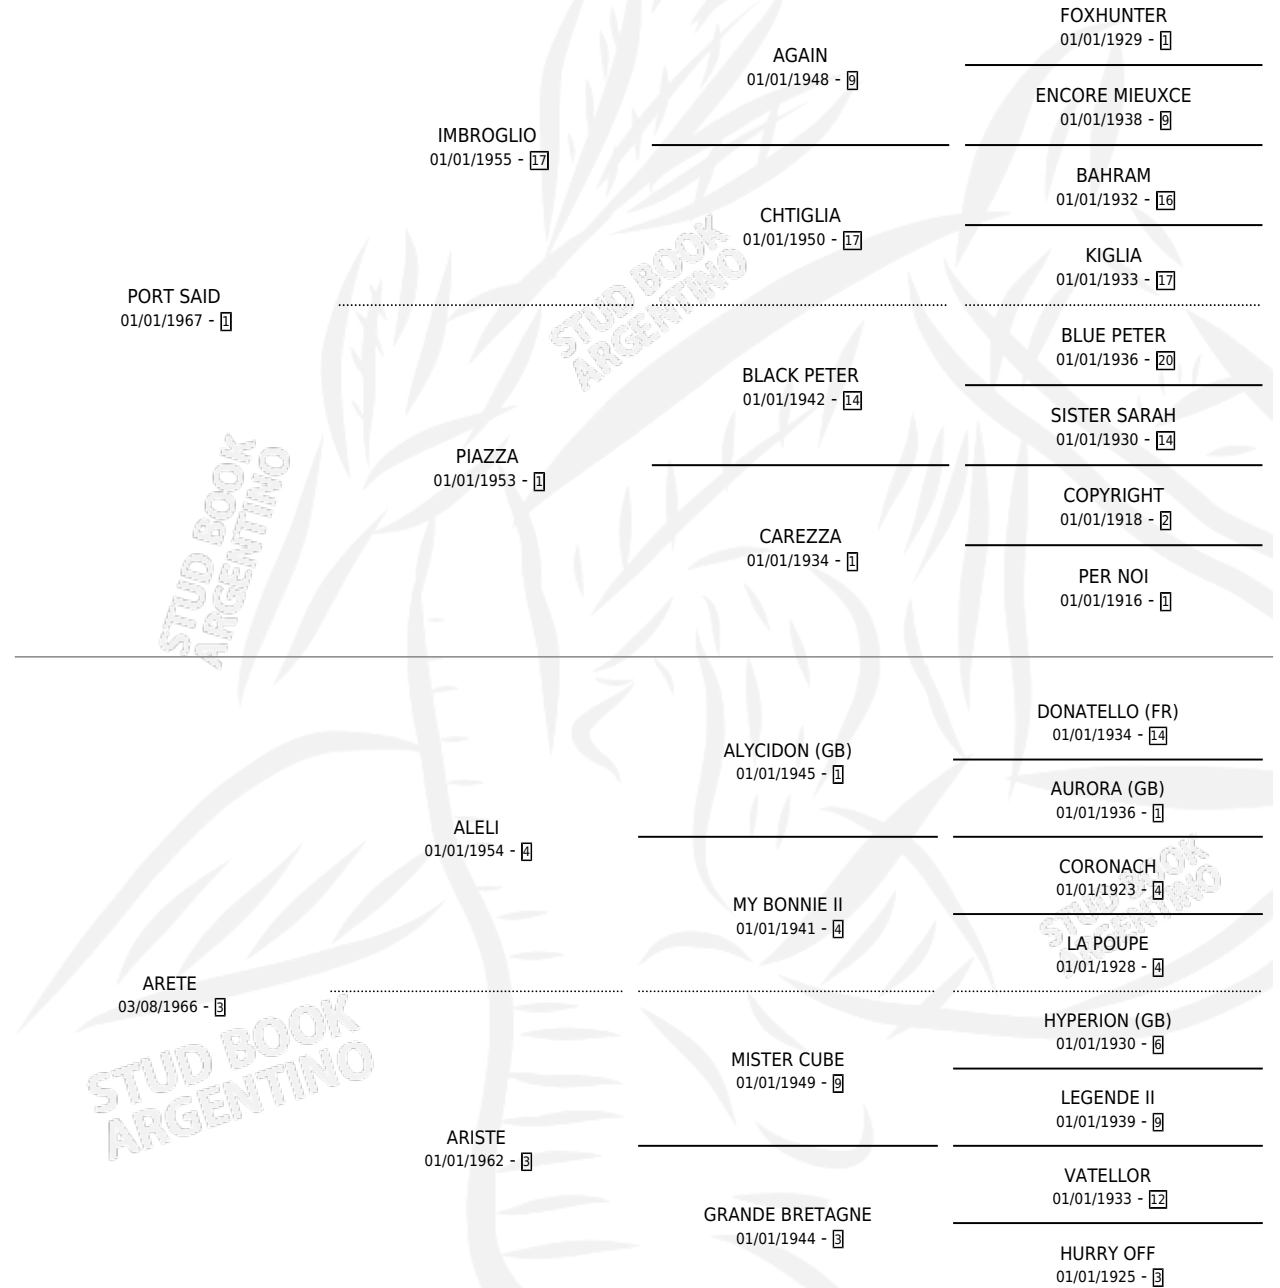 FOXHUNTER
01/01/1929 - 1
AGAIN
01/01/1948 - 9
ENCORE MIEUXCE
01/01/1938 - 9
IMBROGLIO
01/01/1955 - 17
BAHRAM
01/01/1932 - 16
CHTIGLIA
01/01/1950 - 17
KIGLIA
01/01/1933 - 17
PORT SAID
01/01/1967 - 1
STUD BOOK
ARGENTINO
BLUE PETER
01/01/1936 - 20
BLACK PETER
01/01/1942 - 14
SISTER SARAH
01/01/1930 - 14
PIAZZA
01/01/1953 - 1
COPYRIGHT
01/01/1918 - 2
CAREZZA
01/01/1934 - 1
PER NOI
01/01/1916 - 1
STUD BOOK
ARGENTINO
DONATELLO (FR)
01/01/1934 - 14
ALYCIDON (GB)
01/01/1945 - 1
AURORA (GB)
01/01/1936 - 1
ALELI
01/01/1954 - 4
CORONACH
01/01/1923 - 4
MY BONNIE II
01/01/1941 - 4
STUD BOOK
ARGENTINO
LA POUPE
01/01/1928 - 4
ARETE
03/08/1966 - 3
STUD BOOK
ARGENTINO
HYPERION (GB)
01/01/1930 - 6
MISTER CUBE
01/01/1949 - 9
LEGENDE II
01/01/1939 - 9
ARISTE
01/01/1962 - 3
VATELLOR
01/01/1933 - 12
GRANDE BRETAGNE
01/01/1944 - 3
HURRY OFF
01/01/1925 - 3